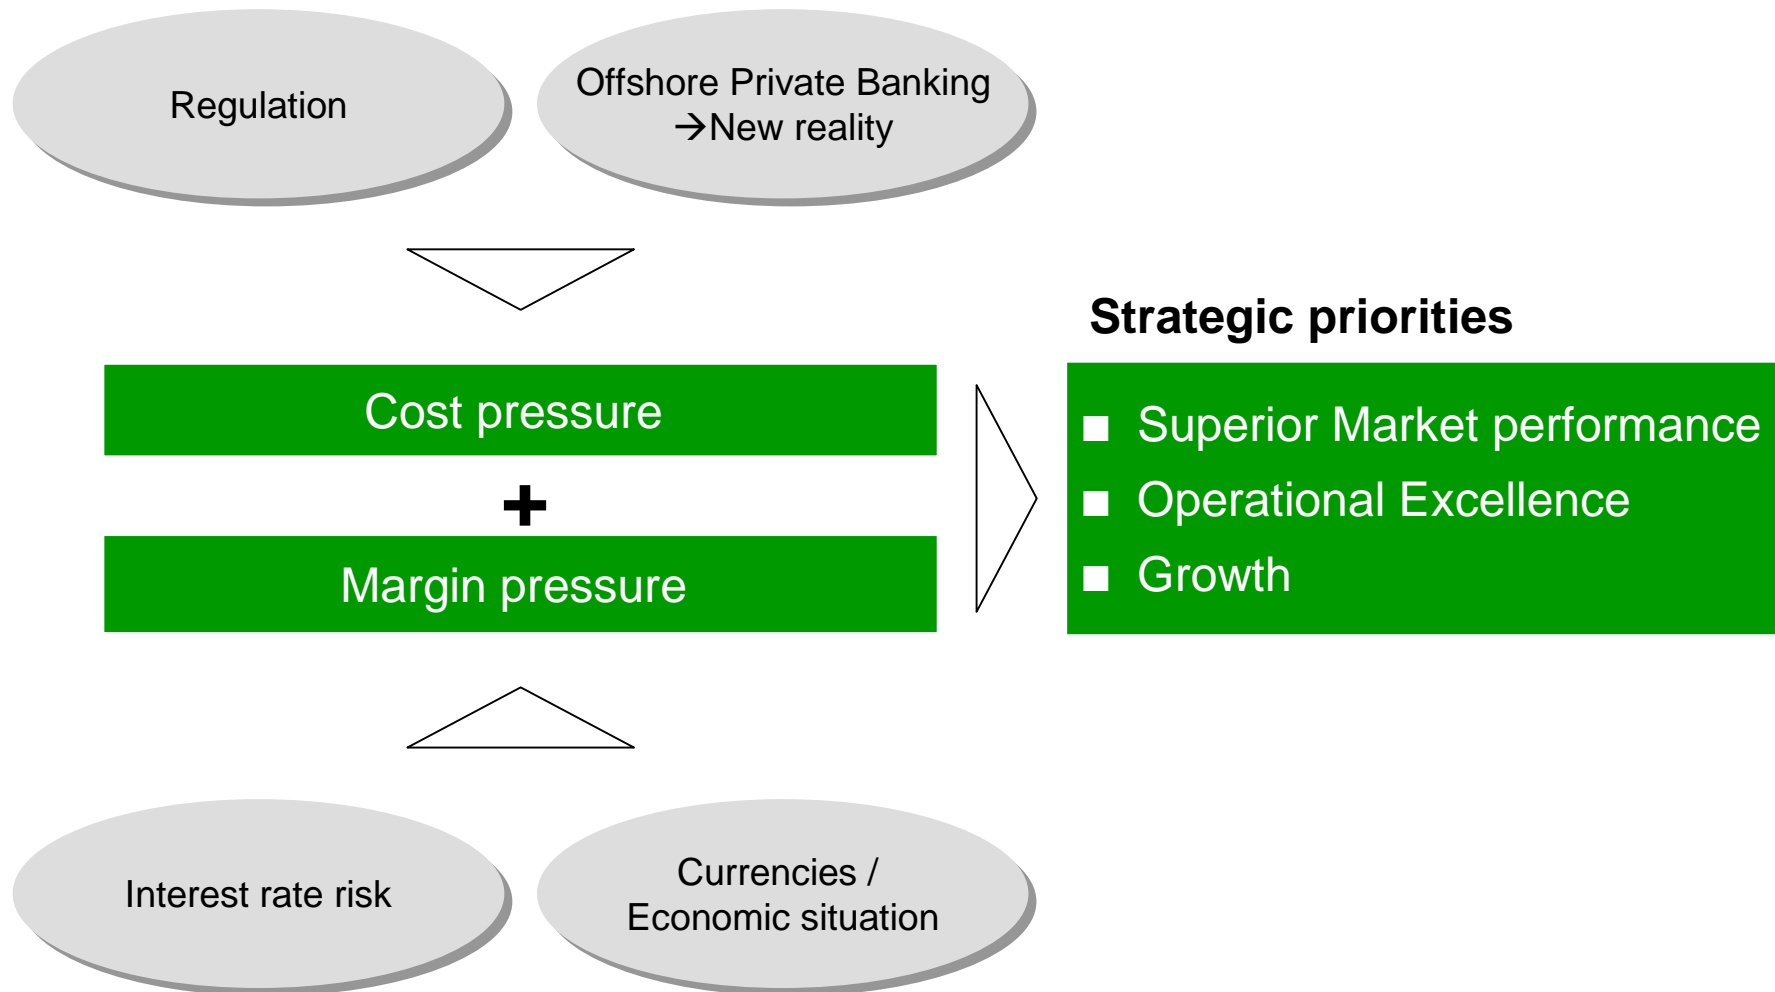 Regulation
Offshore Private Banking
→New reality
Strategic priorities
Cost pressure
+
Margin pressure
■ Superior Market performance
■ Operational Excellence
■ Growth
Interest rate risk
Currencies /
Economic situation